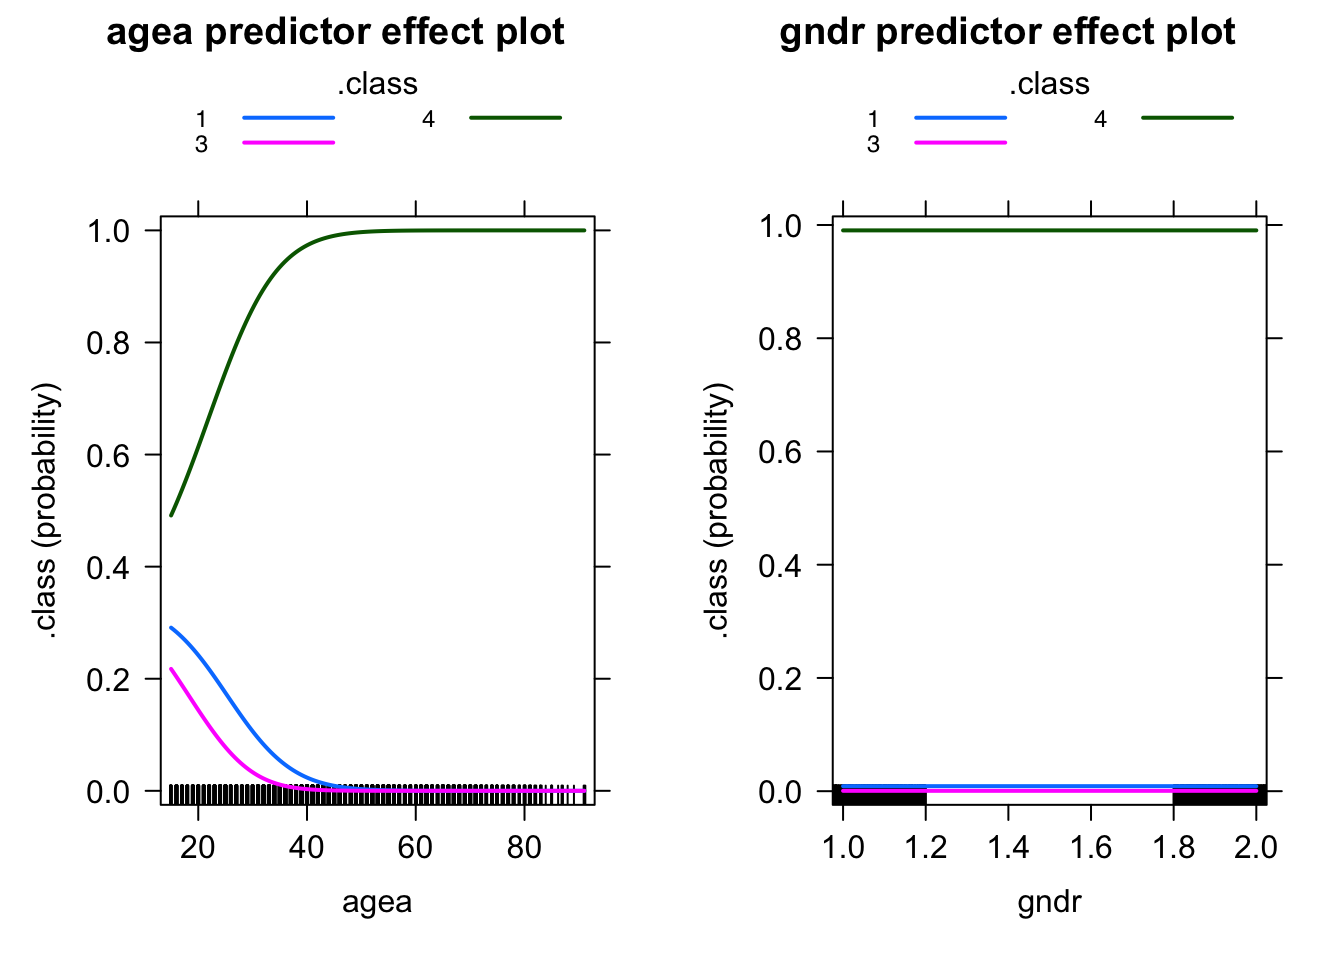 agea predictor effect plot
.class
1 4
3
1.0
0.8
0.6
0.4
0.2
0.0
.class (probability)
20 40 60 80
agea
gndr predictor effect plot
.class
1 4
3
1.0
0.8
0.6
0.4
0.2
0.0
.class (probability)
1.0 1.2 1.4 1.6 1.8 2.0
gndr